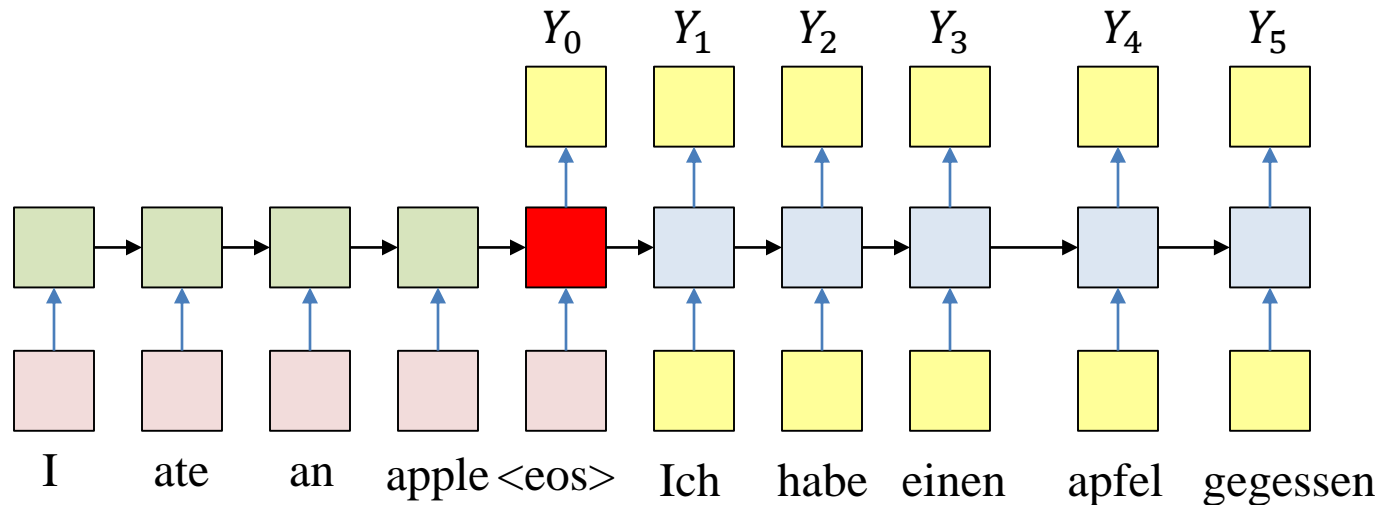 Y₀ Y₁ Y₂ Y₃ Y₄ Y₅
I ate an apple <eos> Ich habe einen apfel gegessen